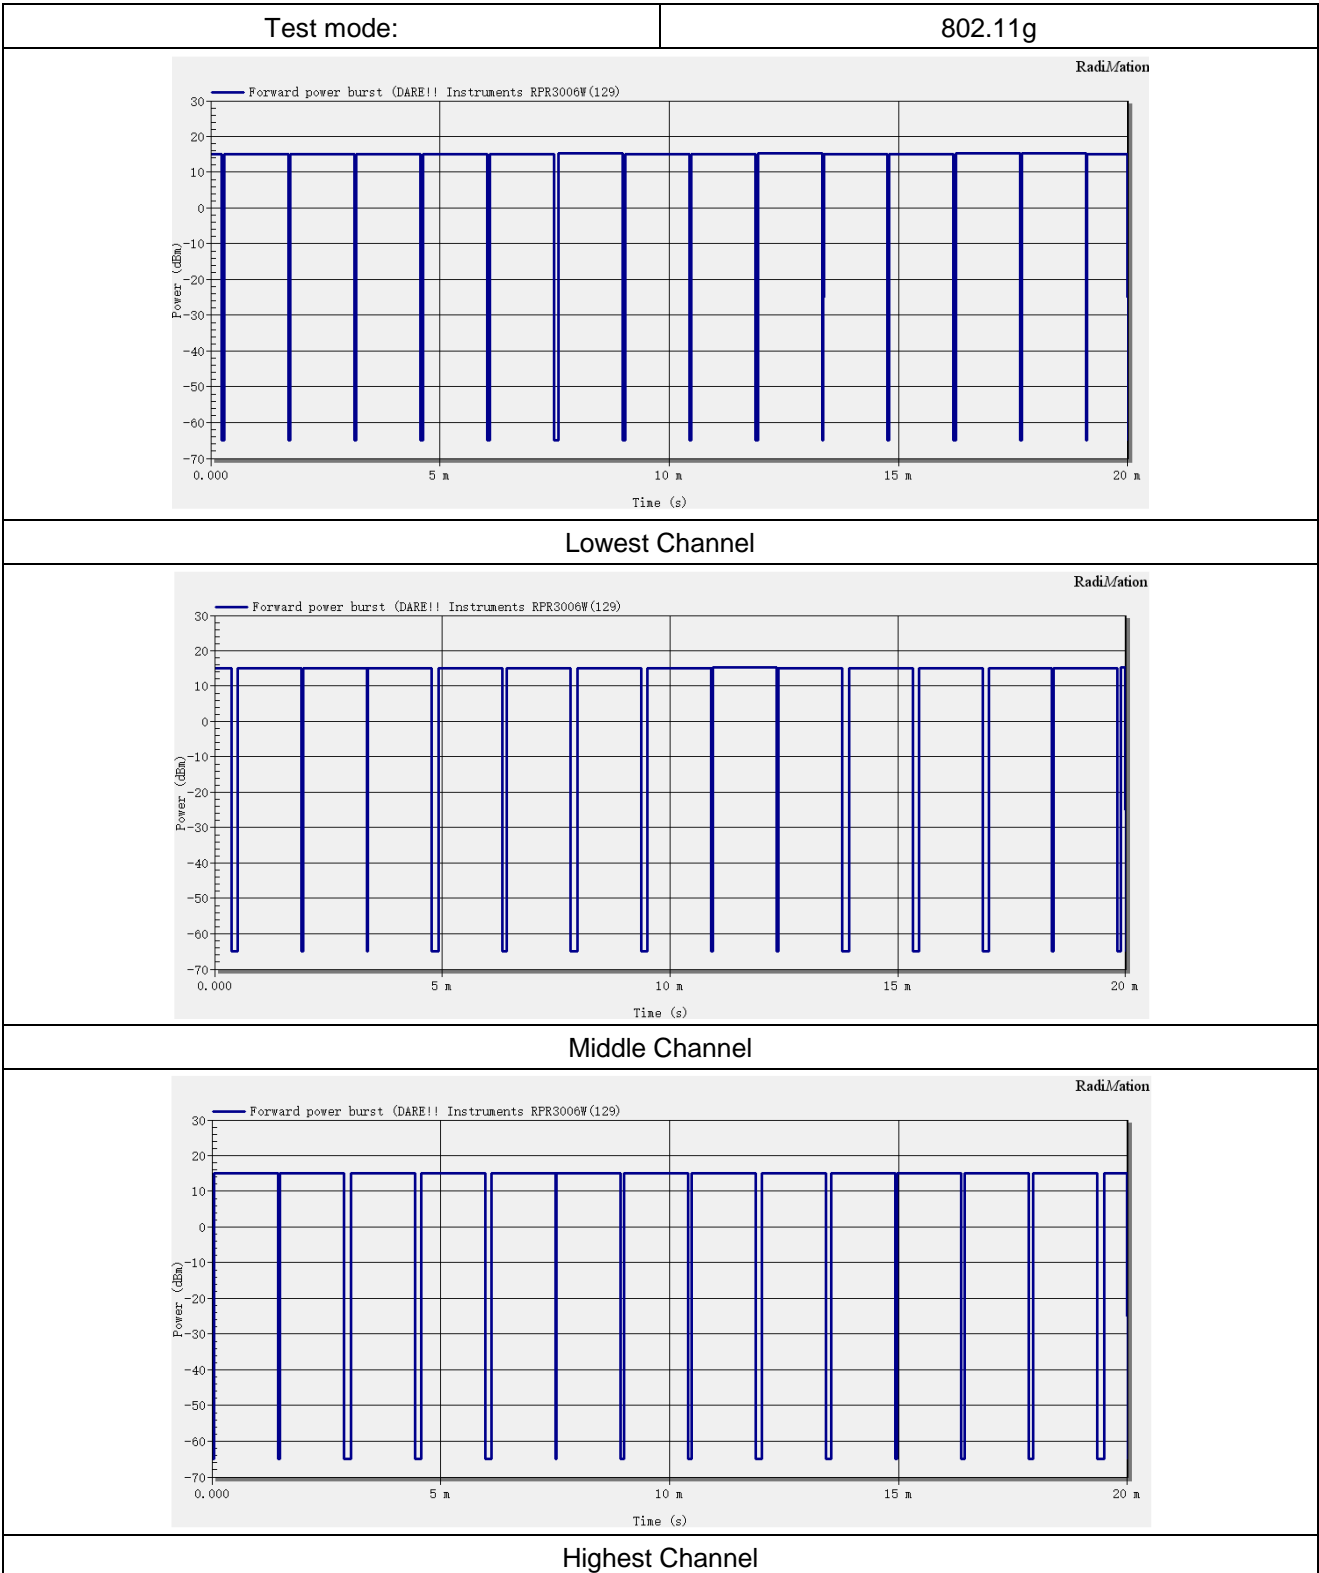 Test mode: 802.11g
RadiMation
Forward power burst (DARE!! Instruments RPR3006W(129)
30
20
10
0
-10
-20
-30
-40
-50
-60
-70
Power (dBm)
0.000 5 m 10 m 15 m 20 m
Time (s)
Lowest Channel
RadiMation
Forward power burst (DARE!! Instruments RPR3006W(129)
30
20
10
0
-10
-20
-30
-40
-50
-60
-70
Power (dBm)
0.000 5 m 10 m 15 m 20 m
Time (s)
Middle Channel
RadiMation
Forward power burst (DARE!! Instruments RPR3006W(129)
30
20
10
0
-10
-20
-30
-40
-50
-60
-70
Power (dBm)
0.000 5 m 10 m 15 m 20 m
Time (s)
Highest Channel